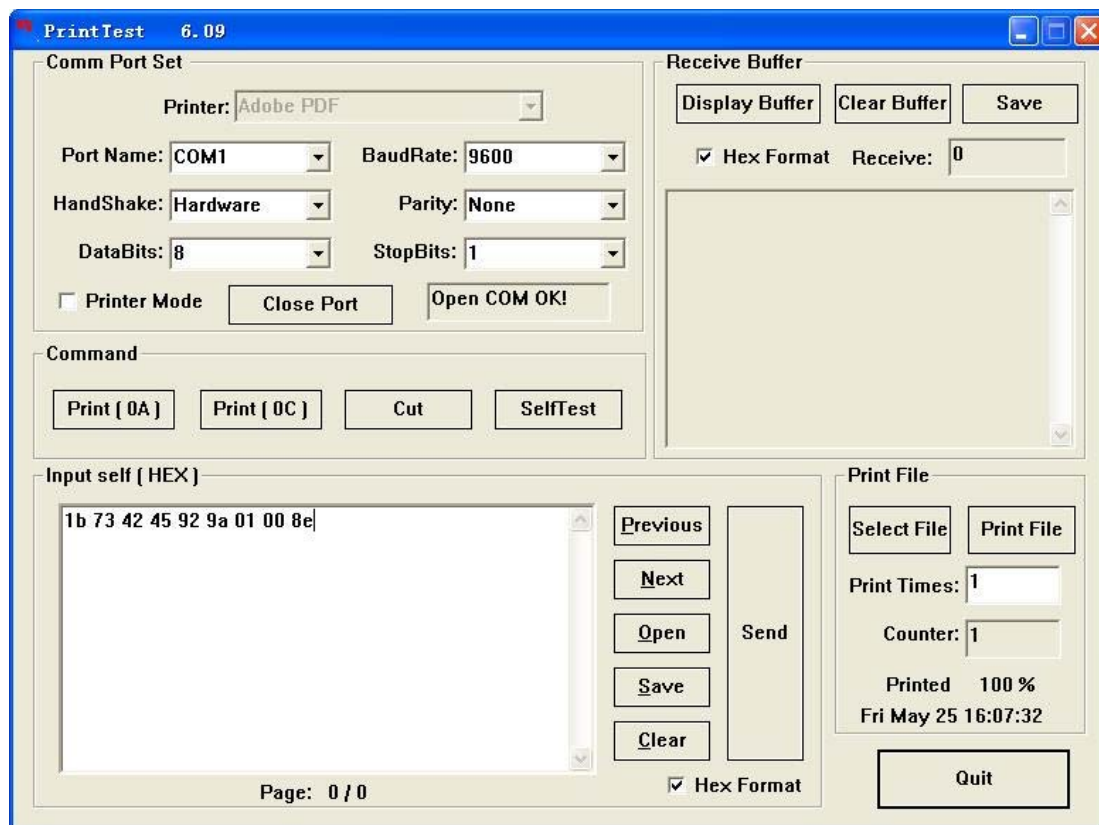 PrintTest 6.09
Comm Port Set
Printer: Adobe PDF
Port Name: COM1 BaudRate: 9600
HandShake: Hardware Parity: None
DataBits: 8 StopBits: 1
Printer Mode Close Port Open COM OK!
Command
Print ( 0A ) Print ( 0C ) Cut SelfTest
Receive Buffer
Display Buffer Clear Buffer Save
Hex Format Receive: 0
Input self ( HEX )
1b 73 42 45 92 9a 01 00 8e
Previous
Next
Open
Save
Clear
Send
Page: 0 / 0
Hex Format
Print File
Select File Print File
Print Times: 1
Counter: 1
Printed 100 %
Fri May 25 16:07:32
Quit